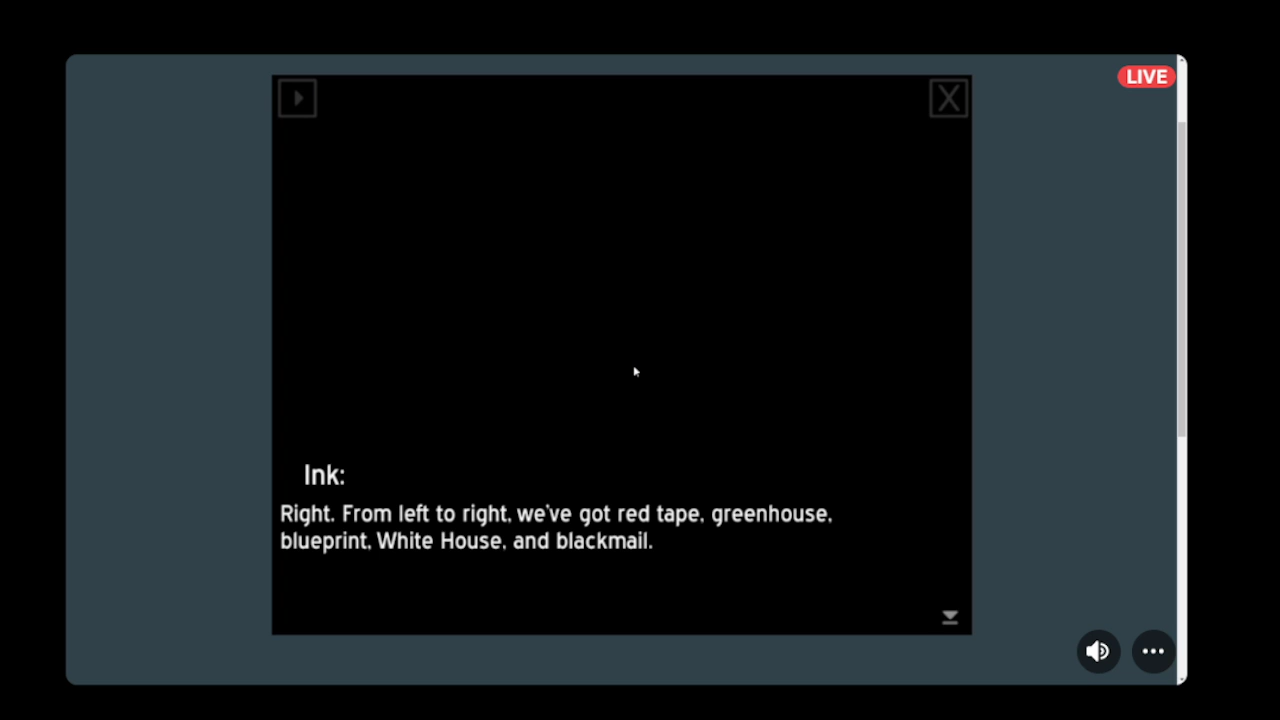 LIVE
X
Ink:
Right. From left to right, we've got red tape, greenhouse,
blueprint, White House, and blackmail.